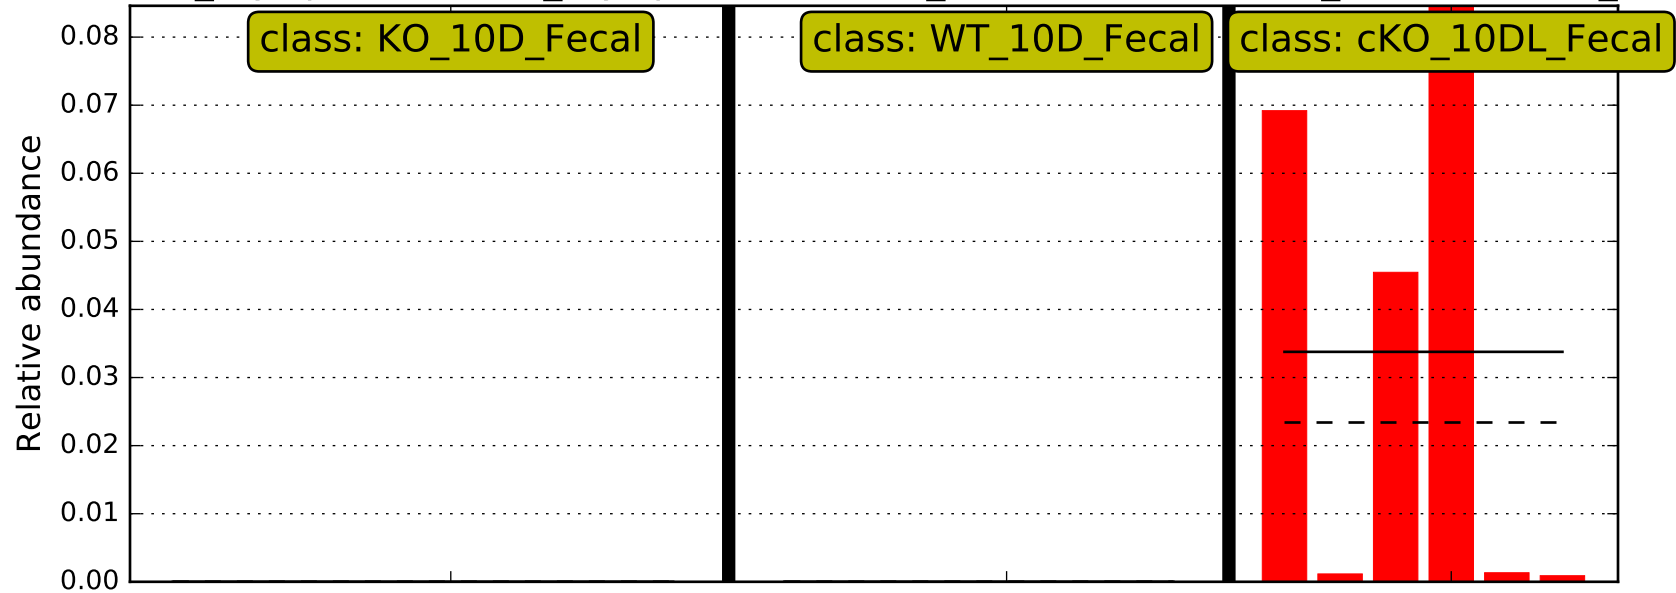 class: KO_10D_Fecal
class: WT_10D_Fecal
class: cKO_10DL_Fecal
Relative abundance
0.08
0.07
0.06
0.05
0.04
0.03
0.02
0.01
0.00